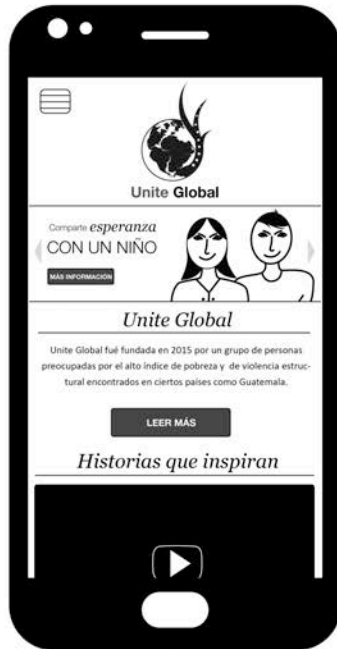 Unite Global
Comparte esperanza
CON UN NIÑO
MÁS INFORMACIÓN
Unite Global
Unite Global fué fundada en 2015 por un grupo de personas
preocupadas por el alto indice de pobreza y de violencia estruc-
tural encontrados en ciertos países como Guatemala.
LEER MÁS
Historias que inspiran